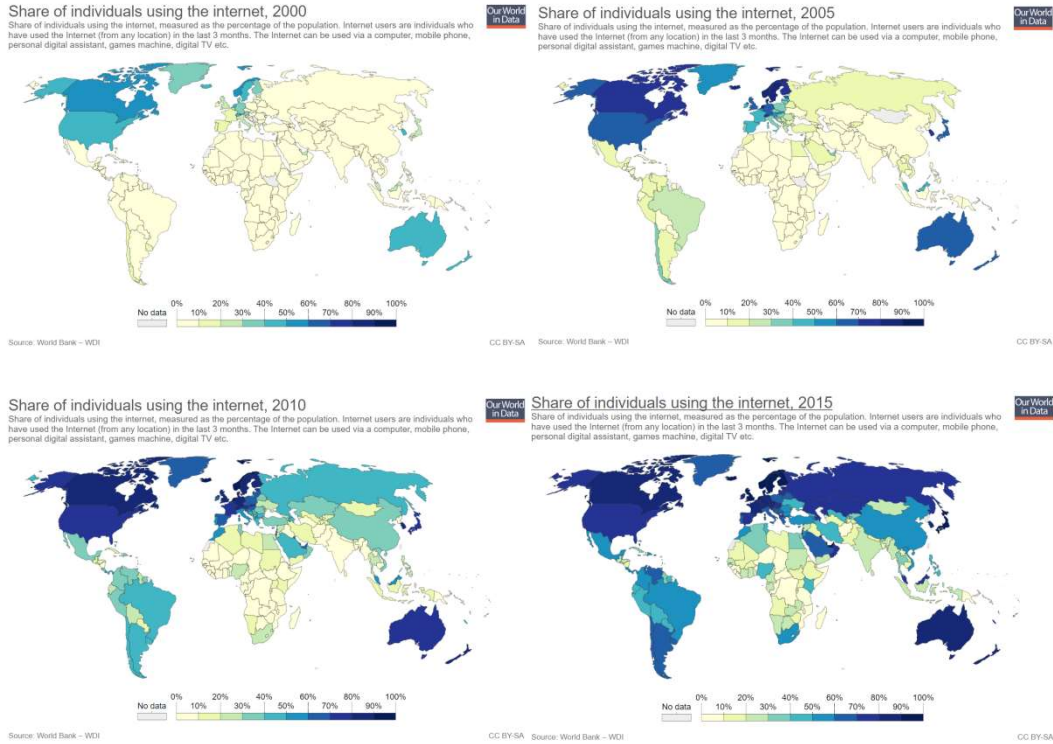 Share of individuals using the internet, 2000
Share of individuals using the internet, measured as the percentage of the population. Internet users are individuals who
have used the Internet (from any location) in the last 3 months. The Internet can be used via a computer, mobile phone,
personal digital assistant, games machine, digital TV etc.
Our World
in Data
No data
0% 10% 20% 30% 40% 50% 60% 70% 80% 90% 100%
Source: World Bank – WDI
CC BY-SA
Share of individuals using the internet, 2005
Share of individuals using the internet, measured as the percentage of the population. Internet users are individuals who
have used the Internet (from any location) in the last 3 months. The Internet can be used via a computer, mobile phone,
personal digital assistant, games machine, digital TV etc.
Our World
in Data
No data
0% 10% 20% 30% 40% 50% 60% 70% 80% 90% 100%
Source: World Bank – WDI
CC BY-SA
Share of individuals using the internet, 2010
Share of individuals using the internet, measured as the percentage of the population. Internet users are individuals who
have used the Internet (from any location) in the last 3 months. The Internet can be used via a computer, mobile phone,
personal digital assistant, games machine, digital TV etc.
Our World
in Data
No data
0% 10% 20% 30% 40% 50% 60% 70% 80% 90% 100%
Source: World Bank – WDI
CC BY-SA
Share of individuals using the internet, 2015
Share of individuals using the internet, measured as the percentage of the population. Internet users are individuals who
have used the Internet (from any location) in the last 3 months. The Internet can be used via a computer, mobile phone,
personal digital assistant, games machine, digital TV etc.
Our World
in Data
No data
0% 10% 20% 30% 40% 50% 60% 70% 80% 90% 100%
Source: World Bank – WDI
CC BY-SA